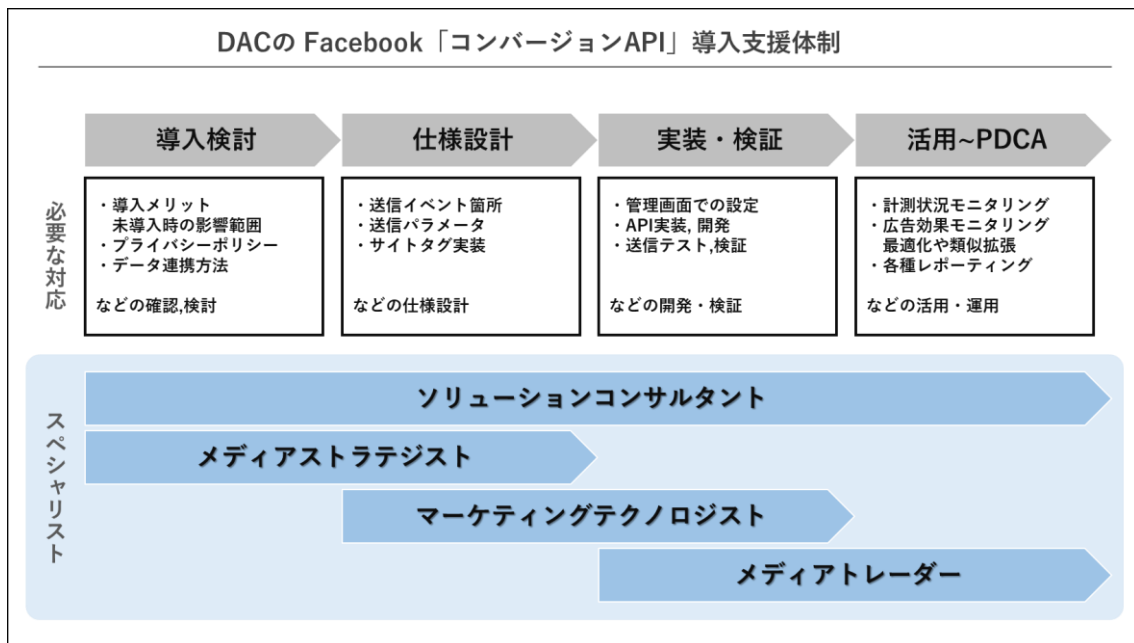 DACの Facebook「コンバージョンAPI」導入支援体制
導入検討
仕様設計
実装・検証
活用~PDCA
必要な対応
・導入メリット
未導入時の影響範囲
・プライバシーポリシー
・データ連携方法
などの確認,検討
・送信イベント箇所
・送信パラメータ
・サイトタグ実装
などの仕様設計
・管理画面での設定
・API実装, 開発
・送信テスト,検証
などの開発・検証
・計測状況モニタリング
・広告効果モニタリング
最適化や類似拡張
・各種レポーティング
などの活用・運用
スペシャリスト
ソリューションコンサルタント
メディアストラテジスト
マーケティングテクノロジスト
メディアトレーダー